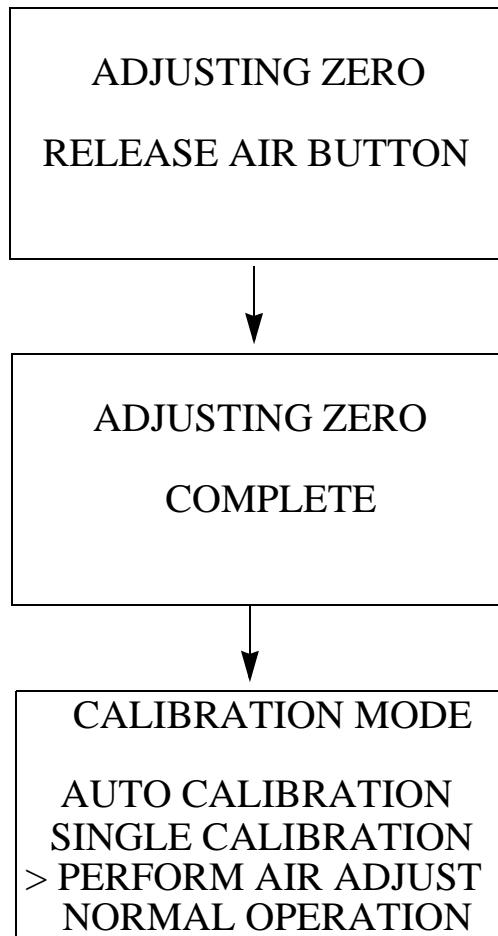 ADJUSTING ZERO
RELEASE AIR BUTTON
ADJUSTING ZERO
COMPLETE
CALIBRATION MODE
AUTO CALIBRATION
SINGLE CALIBRATION
> PERFORM AIR ADJUST
NORMAL OPERATION